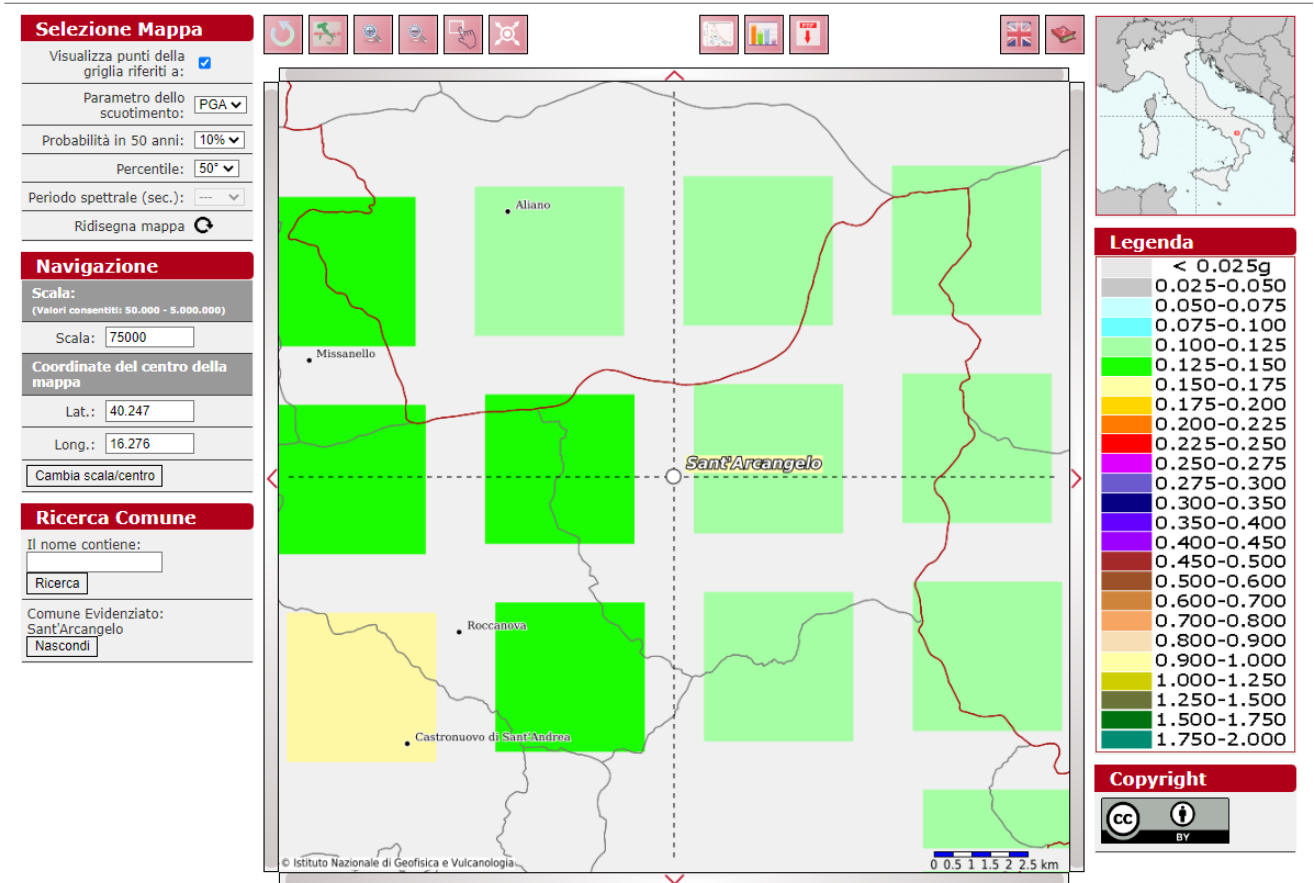 Selezione Mappa
Visualizza punti della
griglia riferiti a:
Parametro dello
scuotimento: PGA
Probabilità in 50 anni: 10%
Percentile: 50°
Periodo spettrale (sec.): ---
Ridisegna mappa
Navigazione
Scala:
(Valori consentiti: 50.000 - 5.000.000)
Scala: 75000
Coordinate del centro della
mappa
Lat.: 40.247
Long.: 16.276
Cambia scala/centro
Ricerca Comune
Il nome contiene:
Ricerca
Comune Evidenziato:
Sant'Arcangelo
Nascondi
PDF
Aliano
Missanello
Sant'Arcangelo
Roccanova
Castronuovo di Sant'Andrea
© Istituto Nazionale di Geofisica e Vulcanologia
0 0.5 1 1.5 2 2.5 km
Legenda
< 0.025g
0.025-0.050
0.050-0.075
0.075-0.100
0.100-0.125
0.125-0.150
0.150-0.175
0.175-0.200
0.200-0.225
0.225-0.250
0.250-0.275
0.275-0.300
0.300-0.350
0.350-0.400
0.400-0.450
0.450-0.500
0.500-0.600
0.600-0.700
0.700-0.800
0.800-0.900
0.900-1.000
1.000-1.250
1.250-1.500
1.500-1.750
1.750-2.000
Copyright
cc
BY